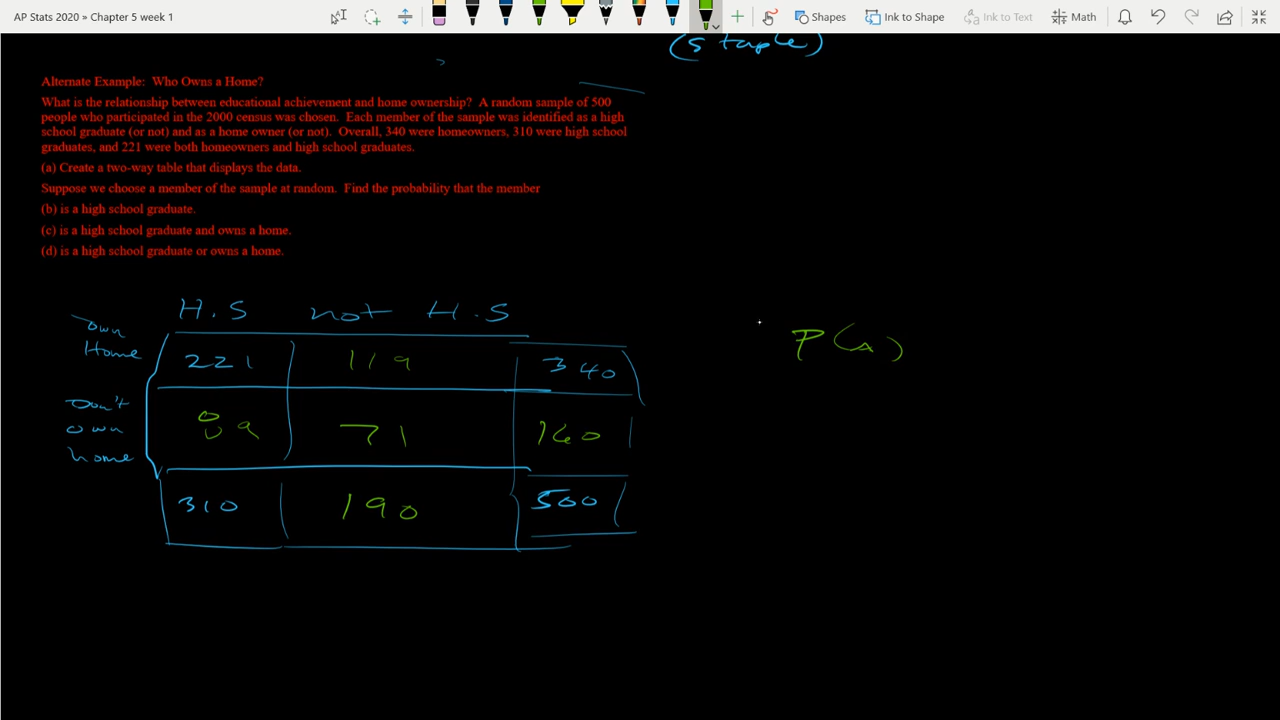 AP Stats 2020 » Chapter 5 week 1
Shapes Ink to Shape Ink to Text Math
(staple)
Alternate Example: Who Owns a Home?
What is the relationship between educational achievement and home ownership? A random sample of 500
people who participated in the 2000 census was chosen. Each member of the sample was identified as a high
school graduate (or not) and as a home owner (or not). Overall, 340 were homeowners, 310 were high school
graduates, and 221 were both homeowners and high school graduates.
(a) Create a two-way table that displays the data.
Suppose we choose a member of the sample at random. Find the probability that the member
(b) is a high school graduate.
(c) is a high school graduate and owns a home.
(d) is a high school graduate or owns a home.
H.S not H.S
own
Home 221 119 340
Don't
own 89 71 160
home
310 190 500
P(A)